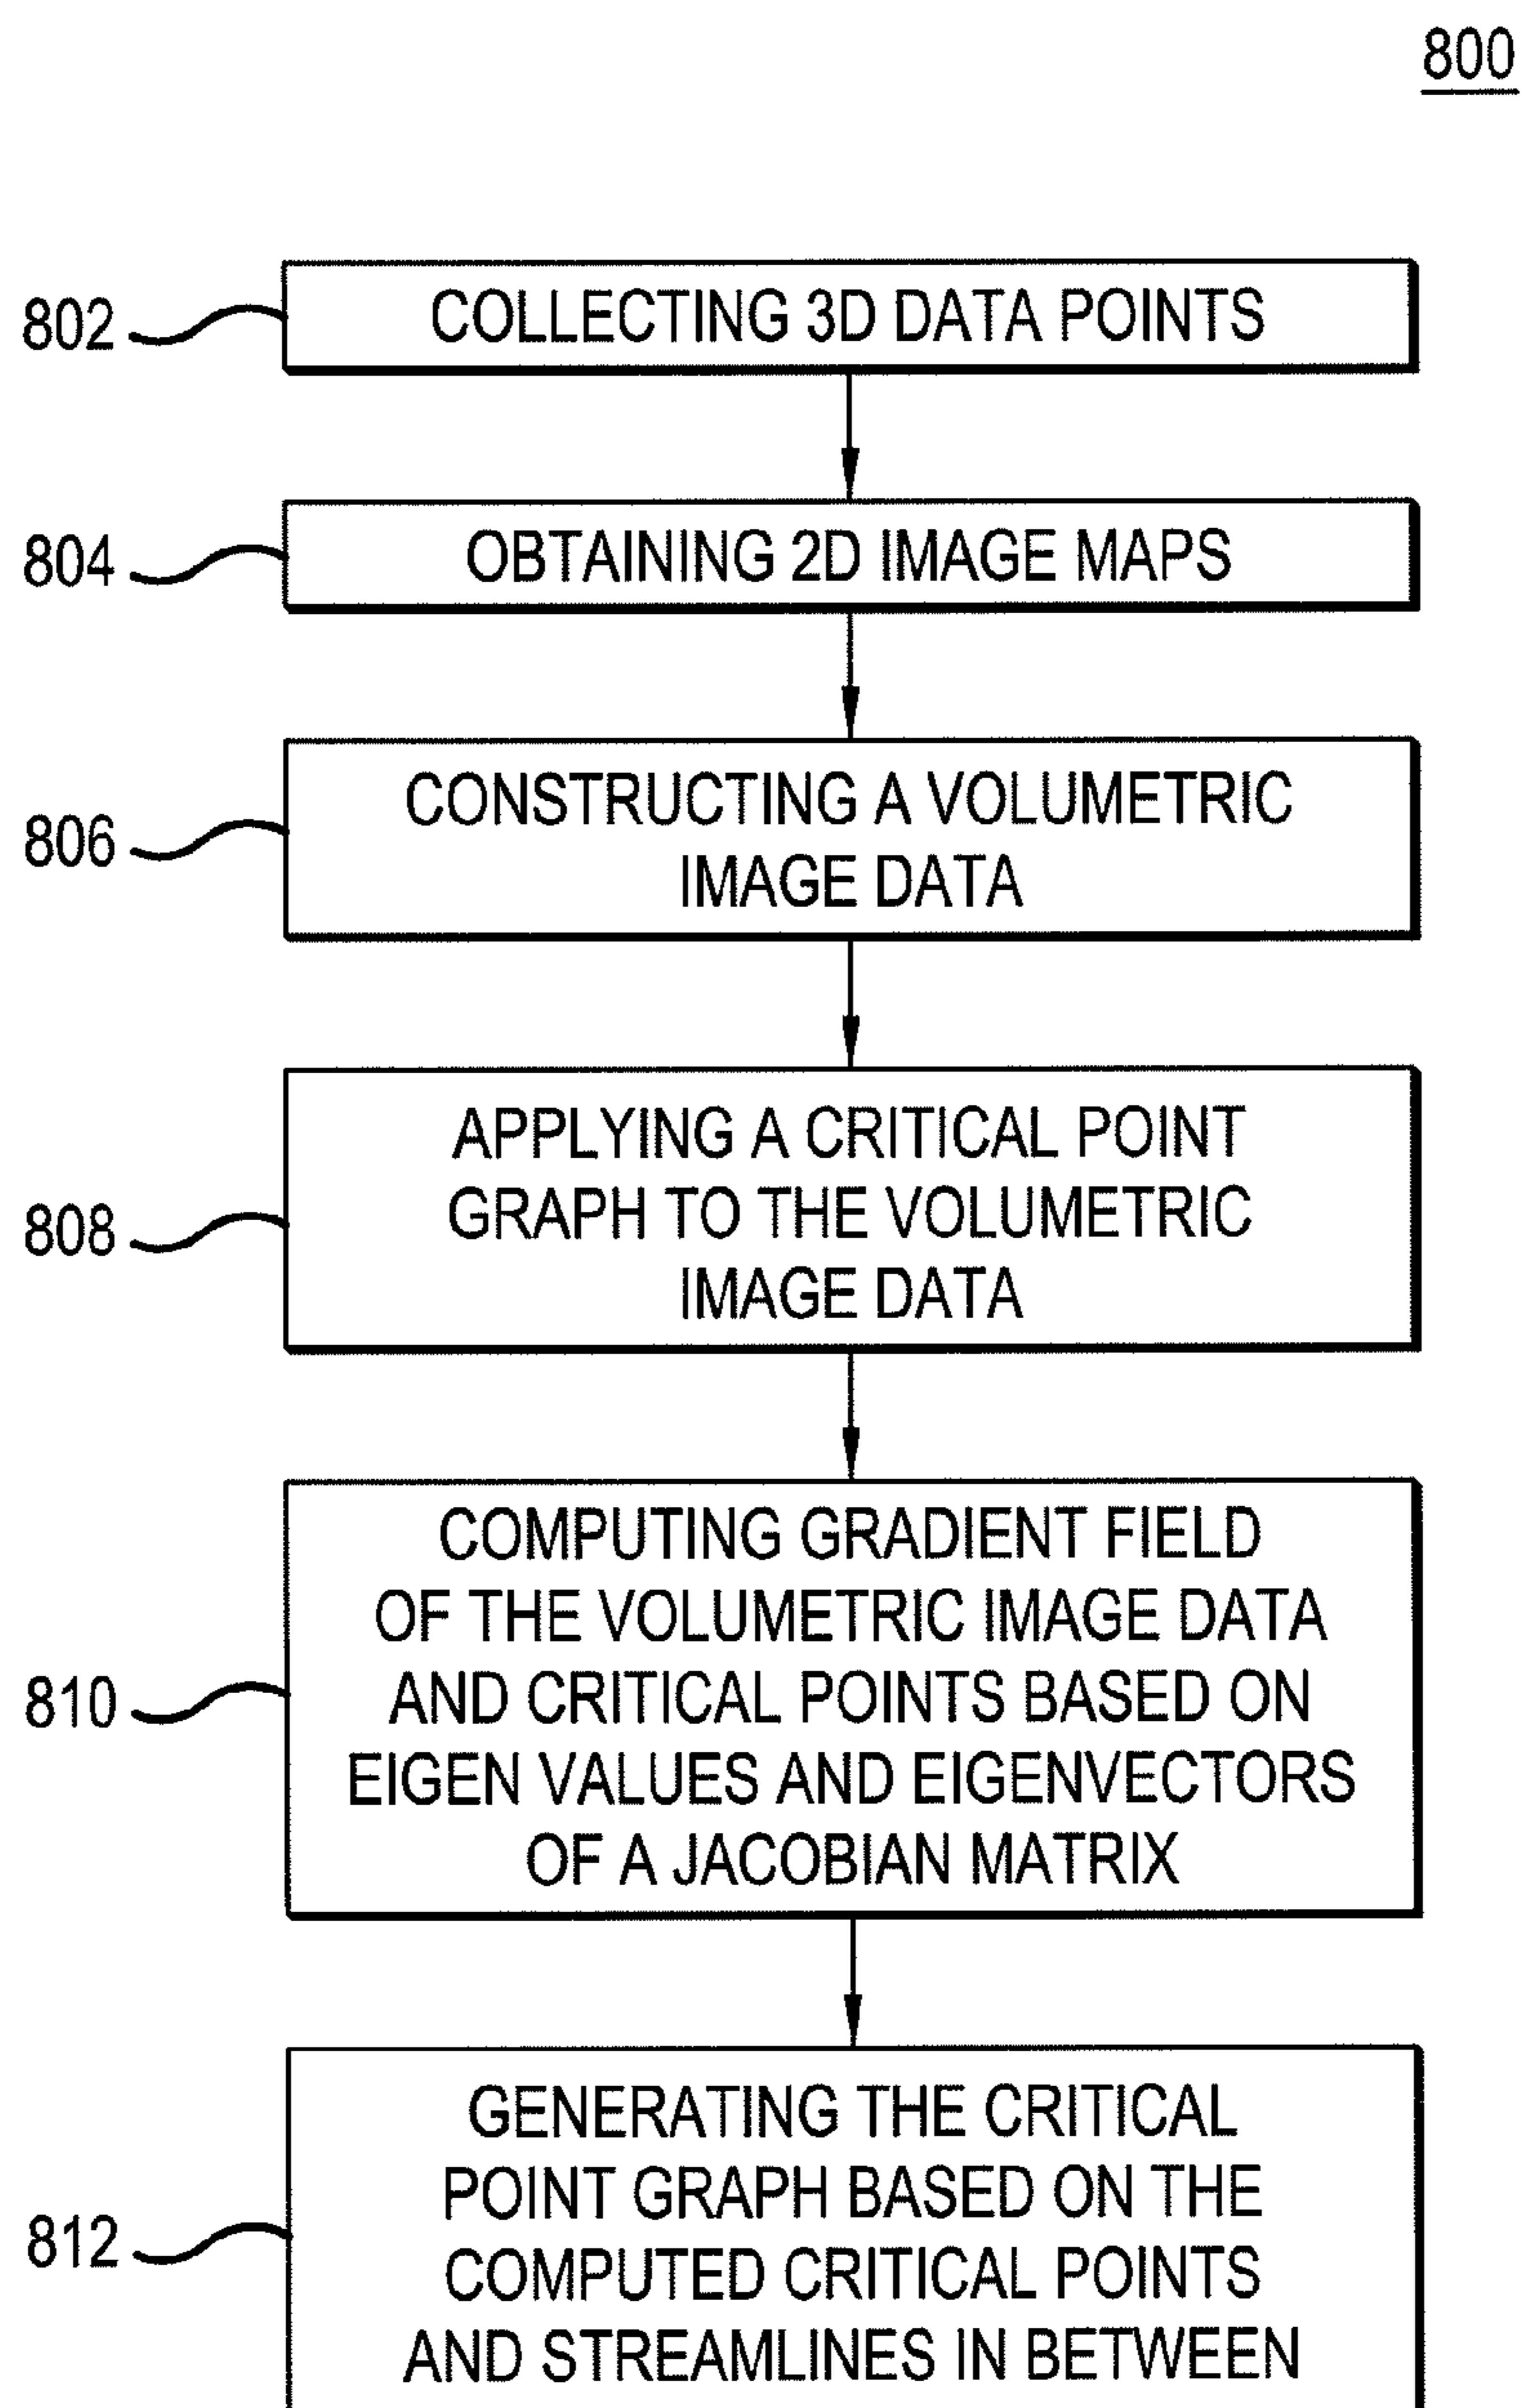 800
802
COLLECTING 3D DATA POINTS
804
OBTAINING 2D IMAGE MAPS
806
CONSTRUCTING A VOLUMETRIC
IMAGE DATA
808
APPLYING A CRITICAL POINT
GRAPH TO THE VOLUMETRIC
IMAGE DATA
810
COMPUTING GRADIENT FIELD
OF THE VOLUMETRIC IMAGE DATA
AND CRITICAL POINTS BASED ON
EIGEN VALUES AND EIGENVECTORS
OF A JACOBIAN MATRIX
812
GENERATING THE CRITICAL
POINT GRAPH BASED ON THE
COMPUTED CRITICAL POINTS
AND STREAMLINES IN BETWEEN